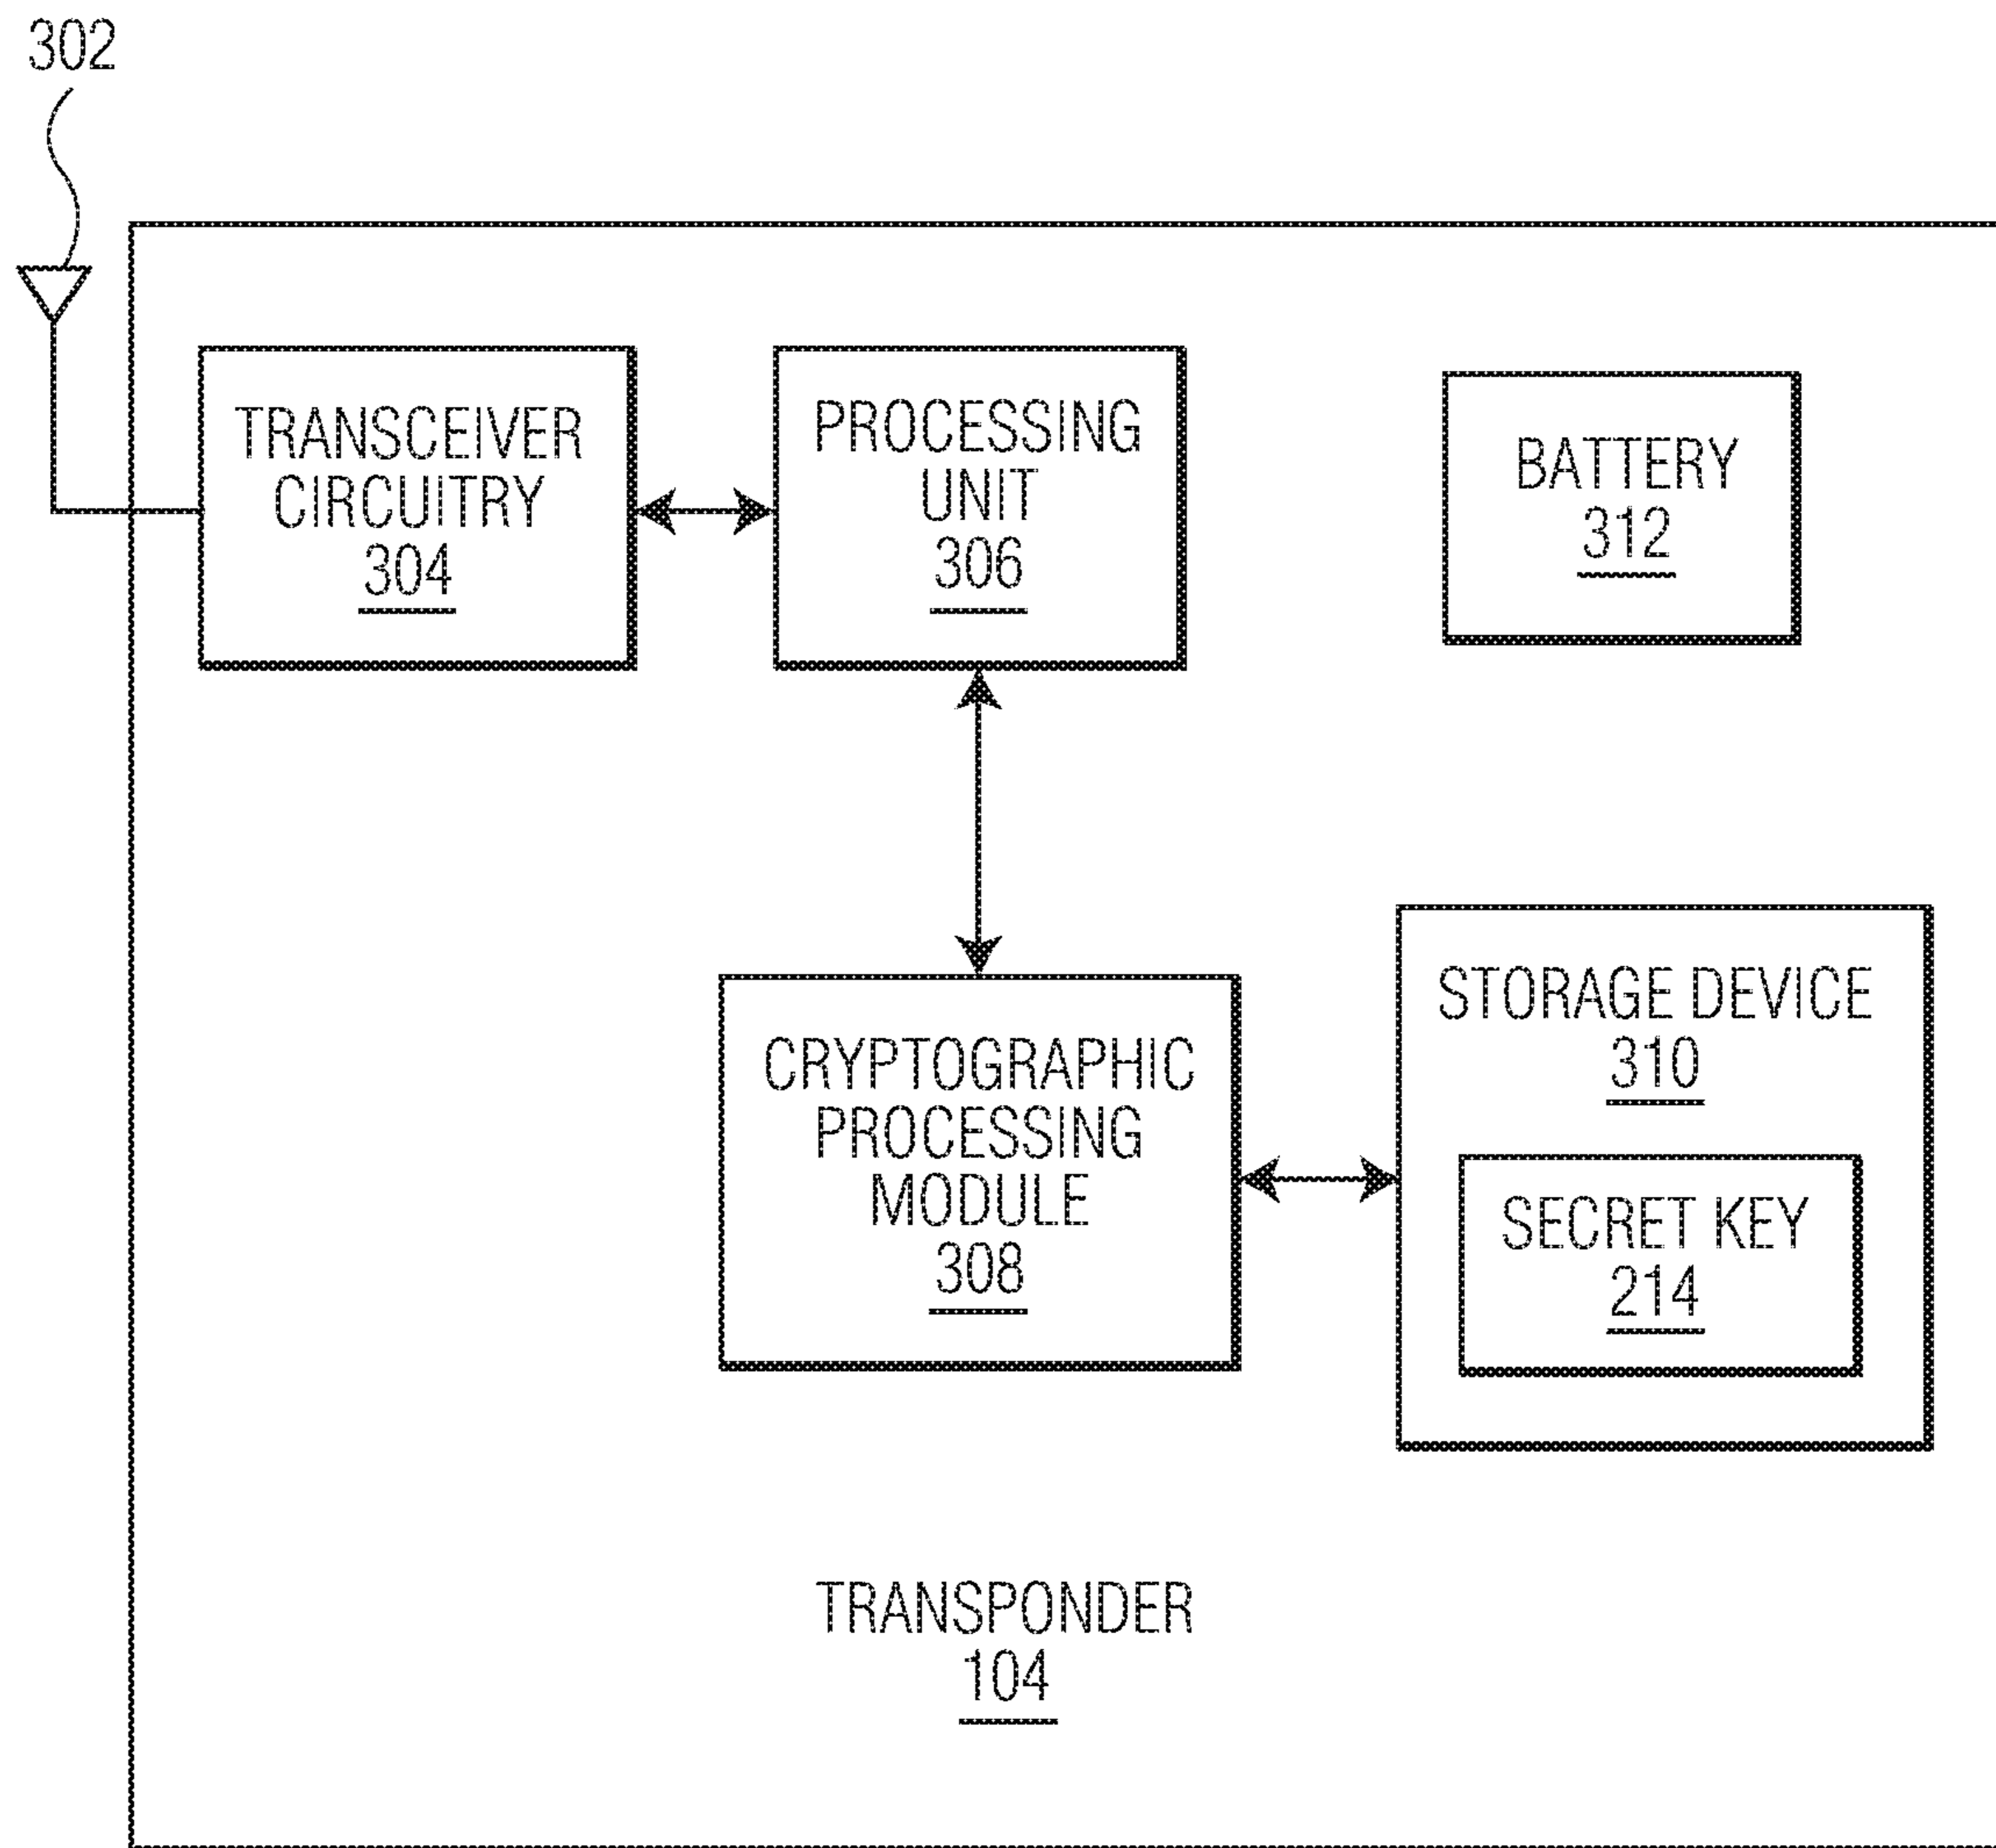 302
TRANSCEIVER
CIRCUITRY
304
PROCESSING
UNIT
306
BATTERY
312
CRYPTOGRAPHIC
PROCESSING
MODULE
308
STORAGE DEVICE
310
SECRET KEY
214
TRANSPONDER
104